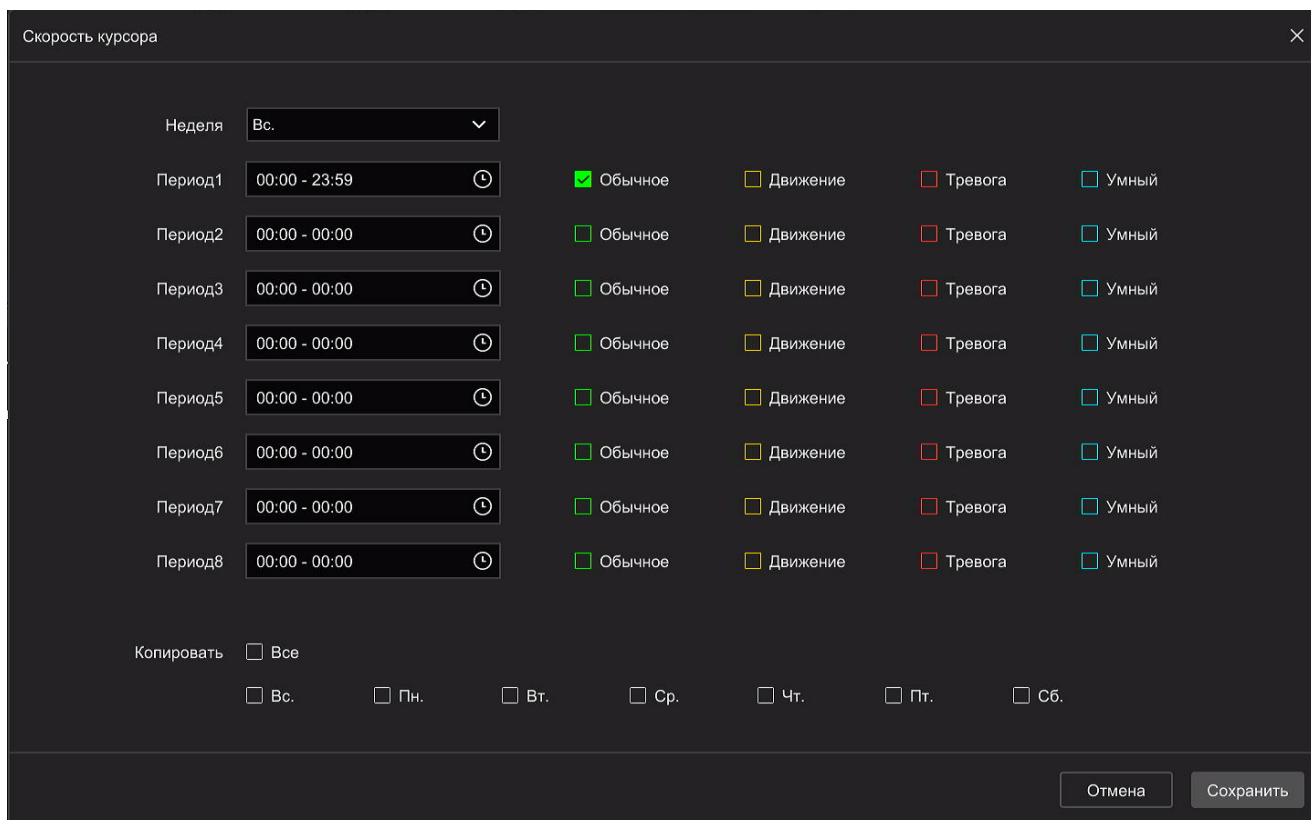 Скорость курсора
Неделя Вс.
Период1 00:00 - 23:59 Обычное Движение Тревога Умный
Период2 00:00 - 00:00 Обычное Движение Тревога Умный
Период3 00:00 - 00:00 Обычное Движение Тревога Умный
Период4 00:00 - 00:00 Обычное Движение Тревога Умный
Период5 00:00 - 00:00 Обычное Движение Тревога Умный
Период6 00:00 - 00:00 Обычное Движение Тревога Умный
Период7 00:00 - 00:00 Обычное Движение Тревога Умный
Период8 00:00 - 00:00 Обычное Движение Тревога Умный
Копировать Все
Вс. Пн. Вт. Ср. Чт. Пт. Сб.
Отмена Сохранить